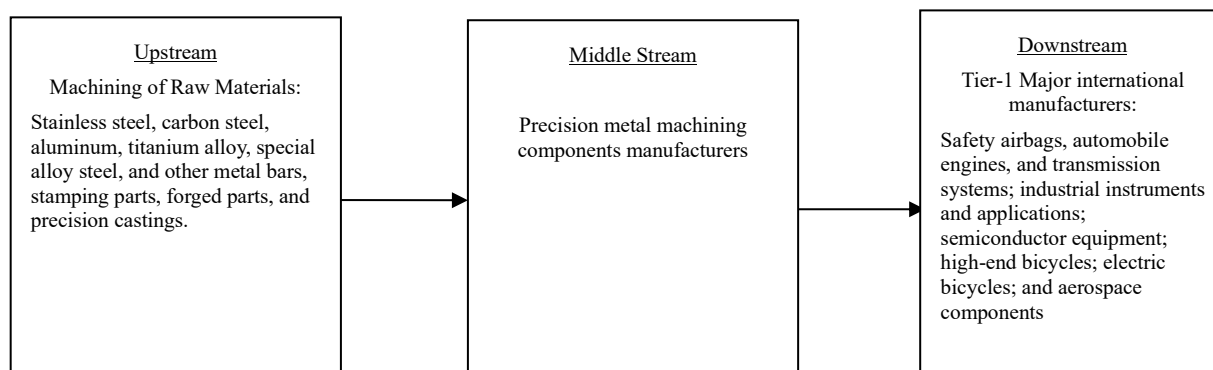 Upstream
Machining of Raw Materials:
Stainless steel, carbon steel,
aluminum, titanium alloy, special
alloy steel, and other metal bars,
stamping parts, forged parts, and
precision castings.
Middle Stream
Precision metal machining
components manufacturers
Downstream
Tier-1 Major international
manufacturers:
Safety airbags, automobile
engines, and transmission
systems; industrial instruments
and applications;
semiconductor equipment;
high-end bicycles; electric
bicycles; and aerospace
components